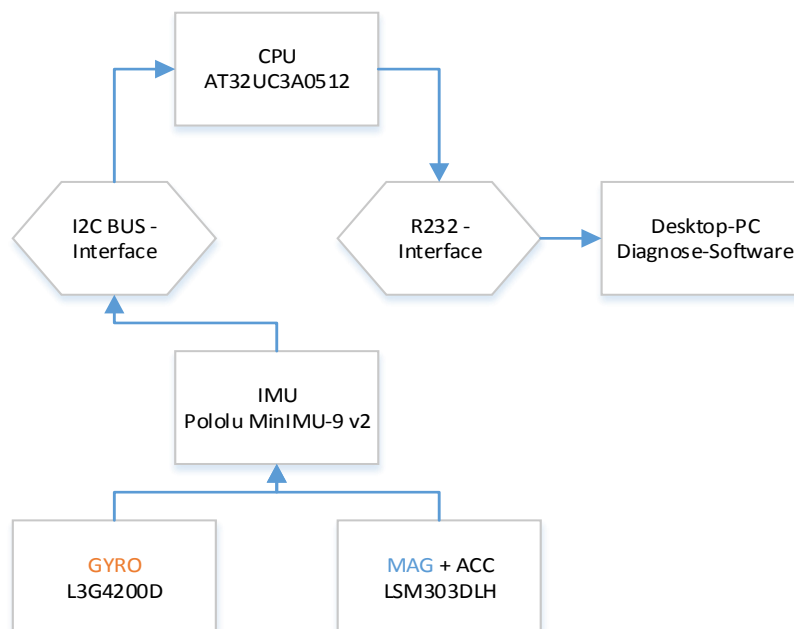 CPU
AT32UC3A0512
I2C BUS -
Interface
R232 -
Interface
Desktop-PC
Diagnose-Software
IMU
Pololu MinIMU-9 v2
GYRO
L3G4200D
MAG + ACC
LSM303DLH